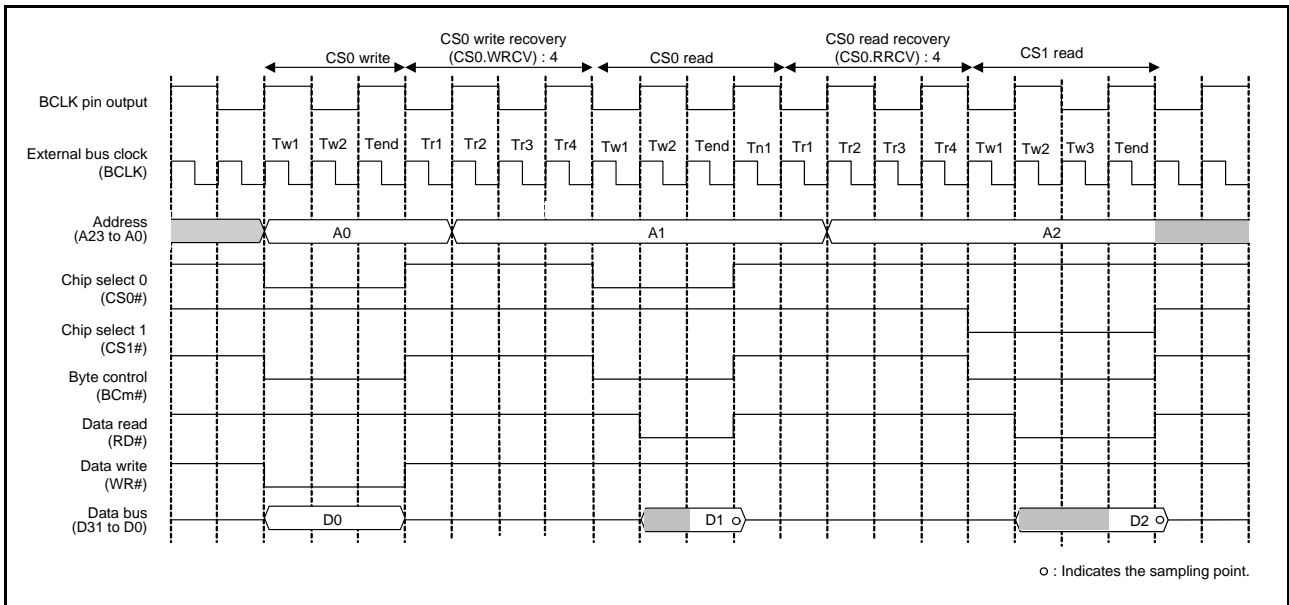 CS0 write
CS0 write recovery
(CS0.WRCV) : 4
CS0 read
CS0 read recovery
(CS0.RRCV) : 4
CS1 read
BCLK pin output
External bus clock
(BCLK)
Tw1 Tw2 Tend Tr1 Tr2 Tr3 Tr4 Tw1 Tw2 Tend Tn1 Tr1 Tr2 Tr3 Tr4 Tw1 Tw2 Tw3 Tend
Address
(A23 to A0)
A0 A1 A2
Chip select 0
(CS0#)
Chip select 1
(CS1#)
Byte control
(BCm#)
Data read
(RD#)
Data write
(WR#)
Data bus
(D31 to D0)
D0 D1 D2
: Indicates the sampling point.